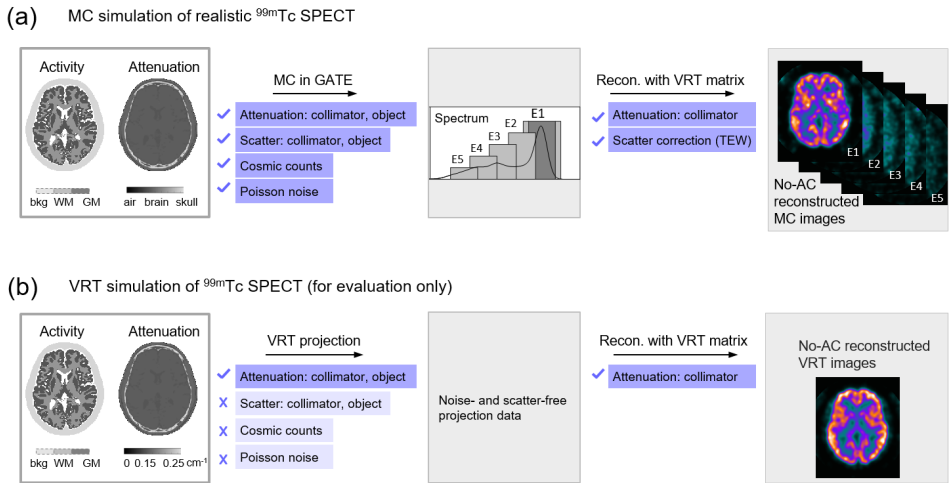 (a) MC simulation of realistic ⁹⁹ᵐTc SPECT
Activity Attenuation
bkg WM GM
air brain skull
MC in GATE
Attenuation: collimator, object
Scatter: collimator, object
Cosmic counts
Poisson noise
Spectrum
E1
E2
E3
E4
E5
Recon. with VRT matrix
Attenuation: collimator
Scatter correction (TEW)
E1
E2
E3
E4
E5
No-AC
reconstructed
MC images
(b) VRT simulation of ⁹⁹ᵐTc SPECT (for evaluation only)
Activity Attenuation
bkg WM GM
0 0.15 0.25 cm⁻¹
VRT projection
Attenuation: collimator, object
Scatter: collimator, object
Cosmic counts
Poisson noise
Noise- and scatter-free
projection data
Recon. with VRT matrix
Attenuation: collimator
No-AC reconstructed
VRT images